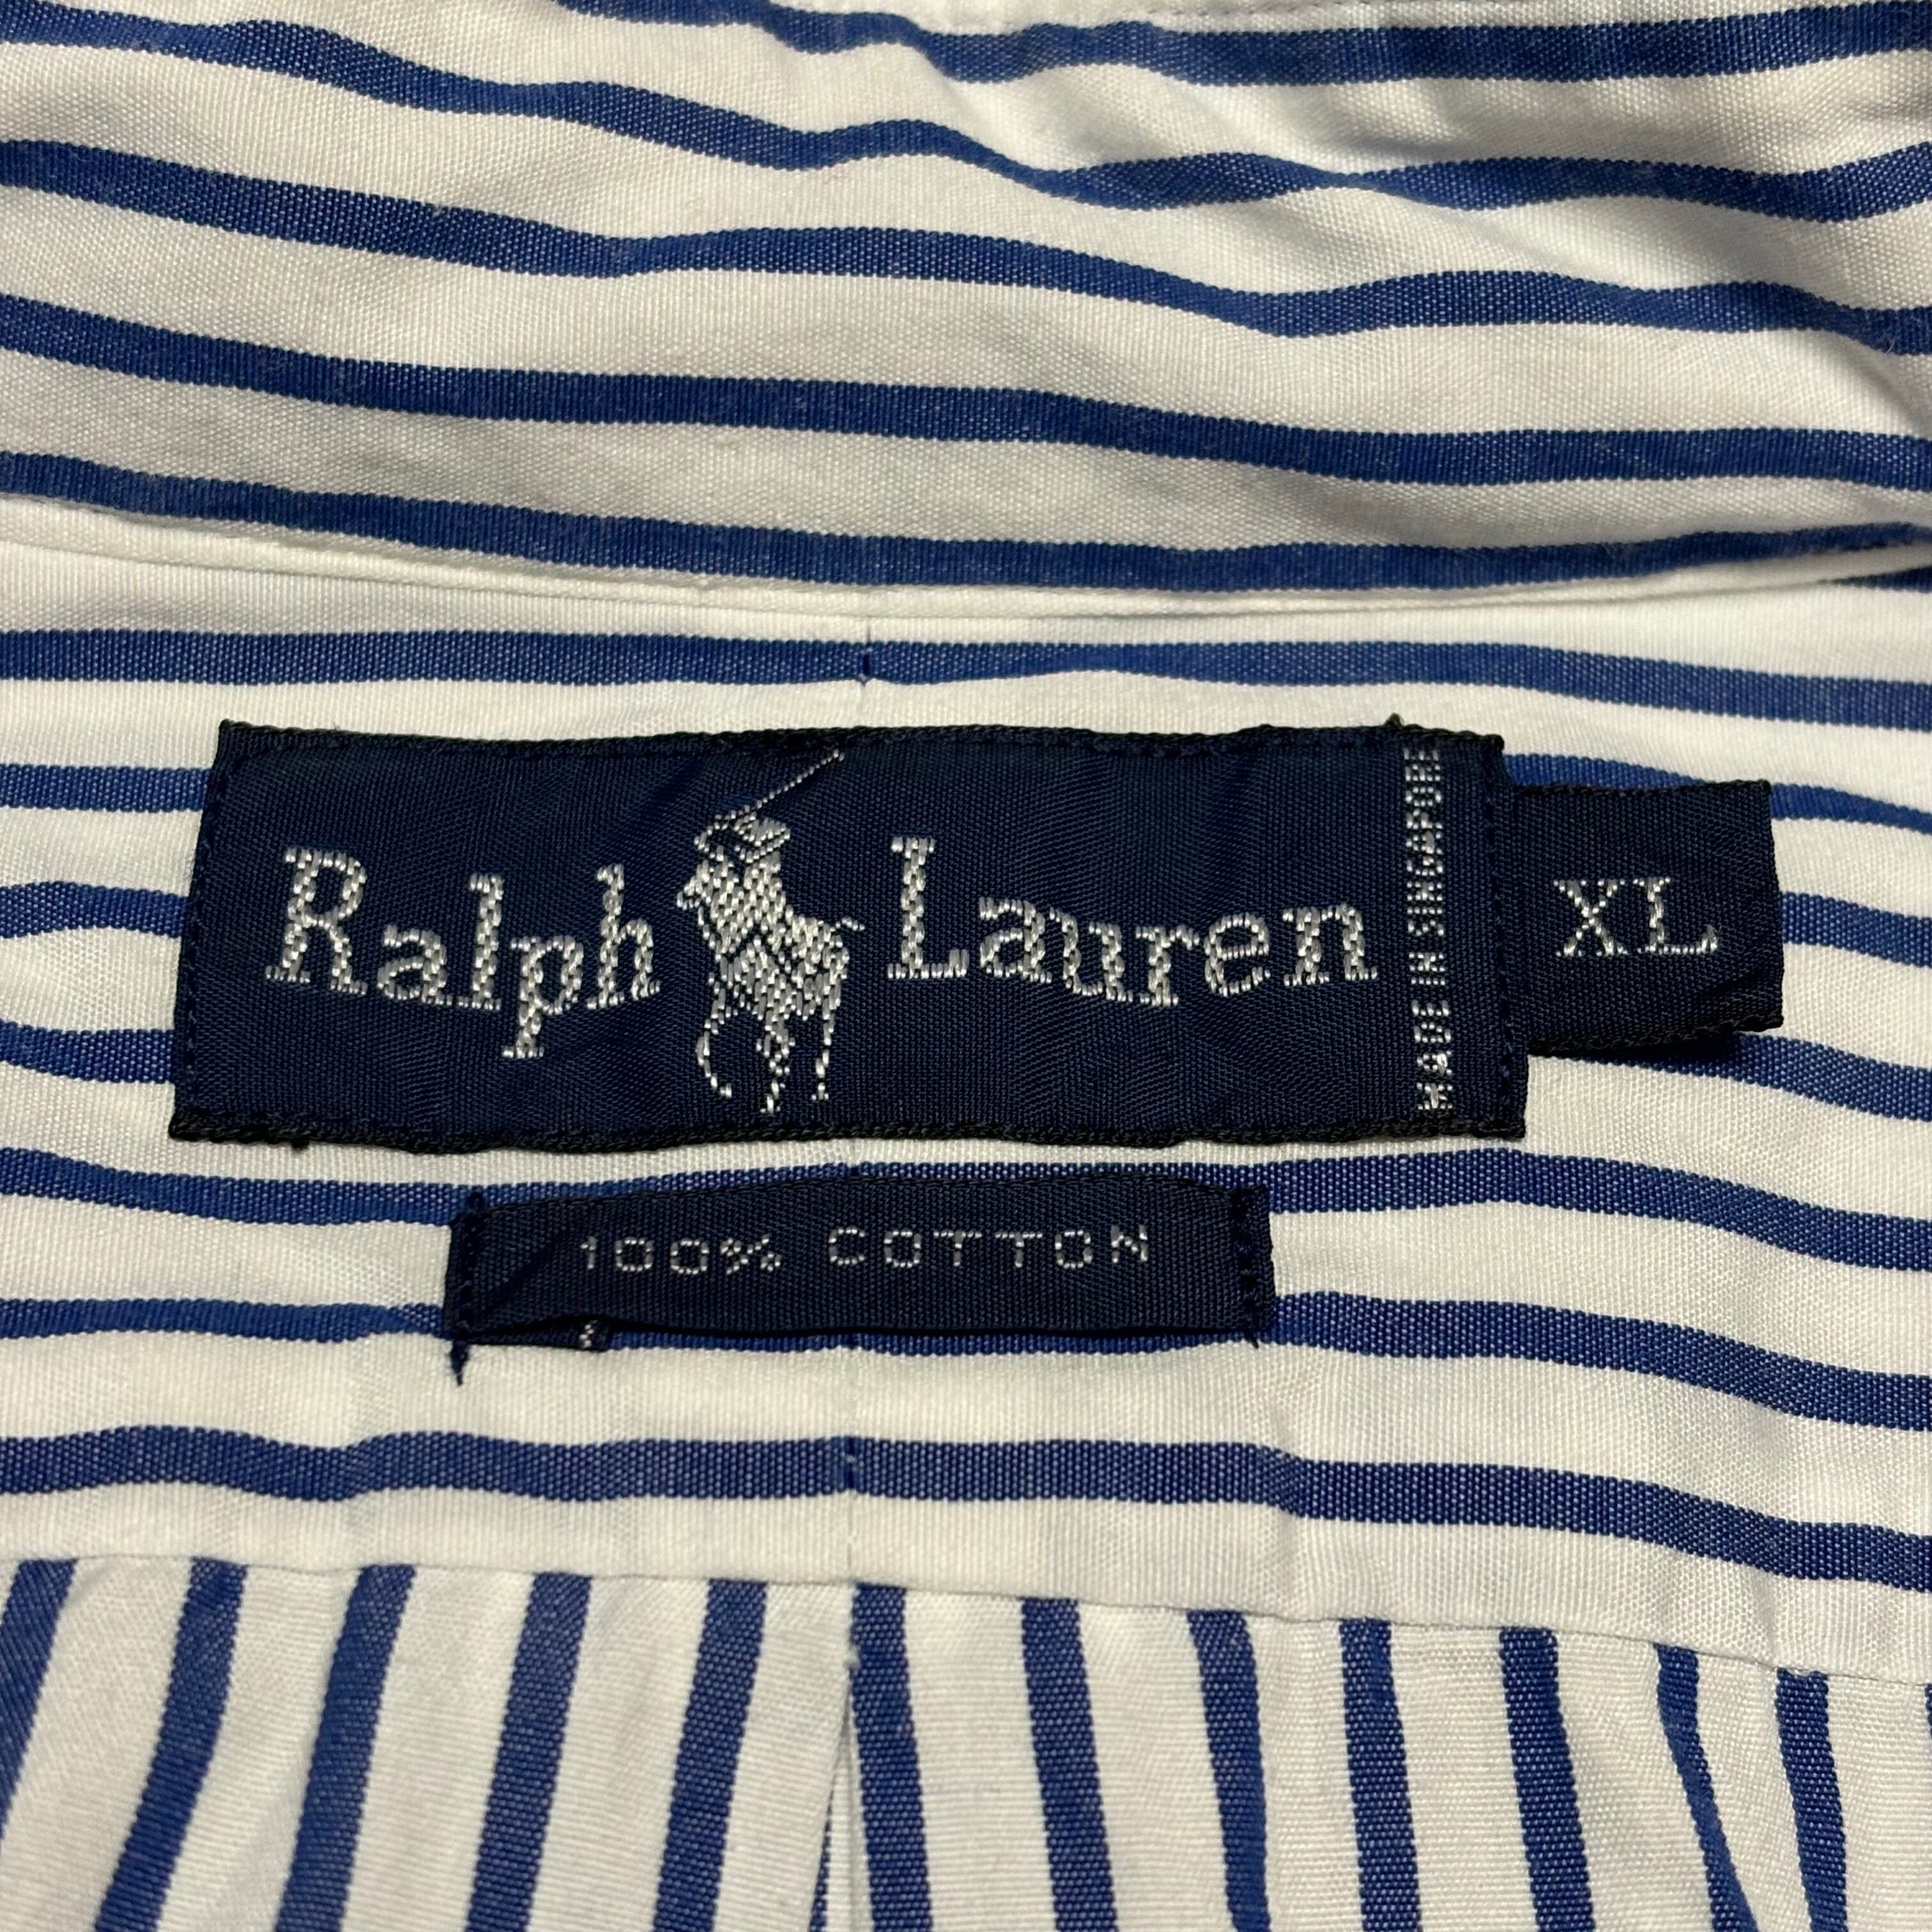 Ralph Lauren
MADE IN SINGAPORE
XL
100% COTTON